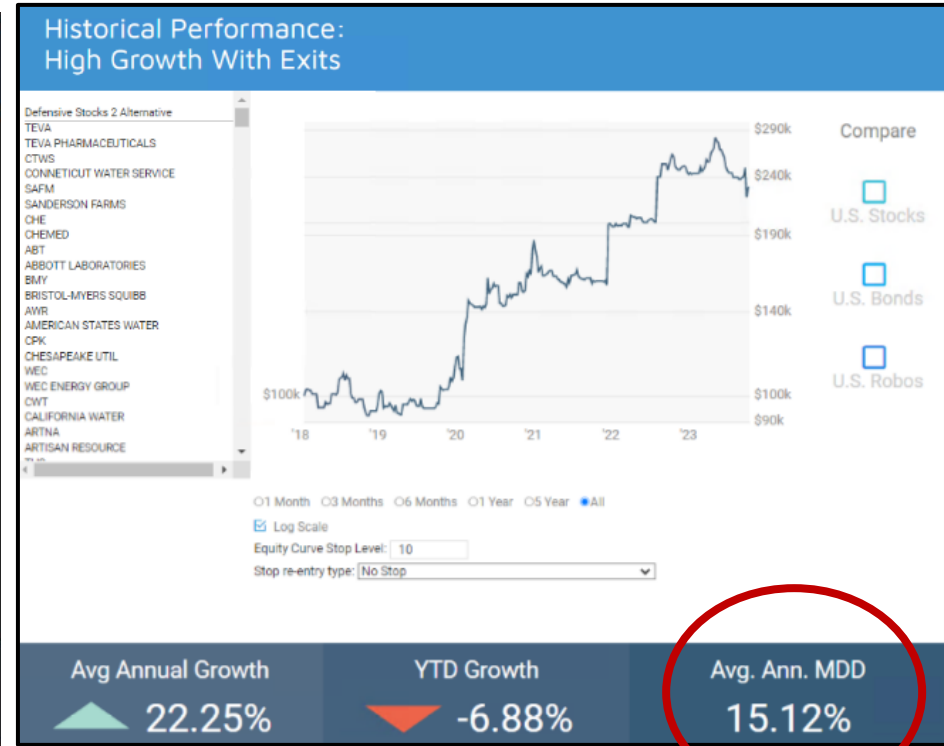 Historical Performance:
High Growth With Exits
Defensive Stocks 2 Alternative
TEVA
TEVA PHARMACEUTICALS
CTWS
CONNETICUT WATER SERVICE
SAFM
SANDERSON FARMS
CHE
CHEMED
ABT
ABBOTT LABORATORIES
BMY
BRISTOL-MYERS SQUIBB
AWR
AMERICAN STATES WATER
CPK
CHESAPEAKE UTIL
WEC
WEC ENERGY GROUP
CWT
CALIFORNIA WATER
ARTNA
ARTISAN RESOURCE
$290k
$240k
$190k
$140k
$100k
$100k
$90k
'18 '19 '20 '21 '22 '23
Compare
U.S. Stocks
U.S. Bonds
U.S. Robos
1 Month 3 Months 6 Months 1 Year 5 Year All
Log Scale
Equity Curve Stop Level: 10
Stop re-entry type: No Stop
Avg Annual Growth
22.25%
YTD Growth
-6.88%
Avg. Ann. MDD
15.12%